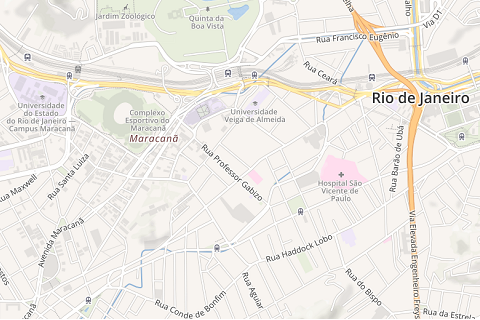 Jardim Zoológico
Quinta da
Boa Vista
Rua Francisco Eugênio
Via D1
Rua Ceará
Rio de Janeiro
Universidade
do Estado
do Rio de Janeiro
Campus Maracanã
Complexo
Esportivo do
Maracanã
Maracanã
Universidade
Veiga de Almeida
Rua Barão de Ubá
Rua Professor Gabizo
Hospital São
Vicente de
Paulo
Rua Maxwell
Rua Santa Luiza
Avenida Maracanã
Rua Haddock Lobo
Via Elevada Engenheiro Freys
Rua Conde de Bonfim
Rua Aguiar
Rua do Bispo
Rua da Estrela